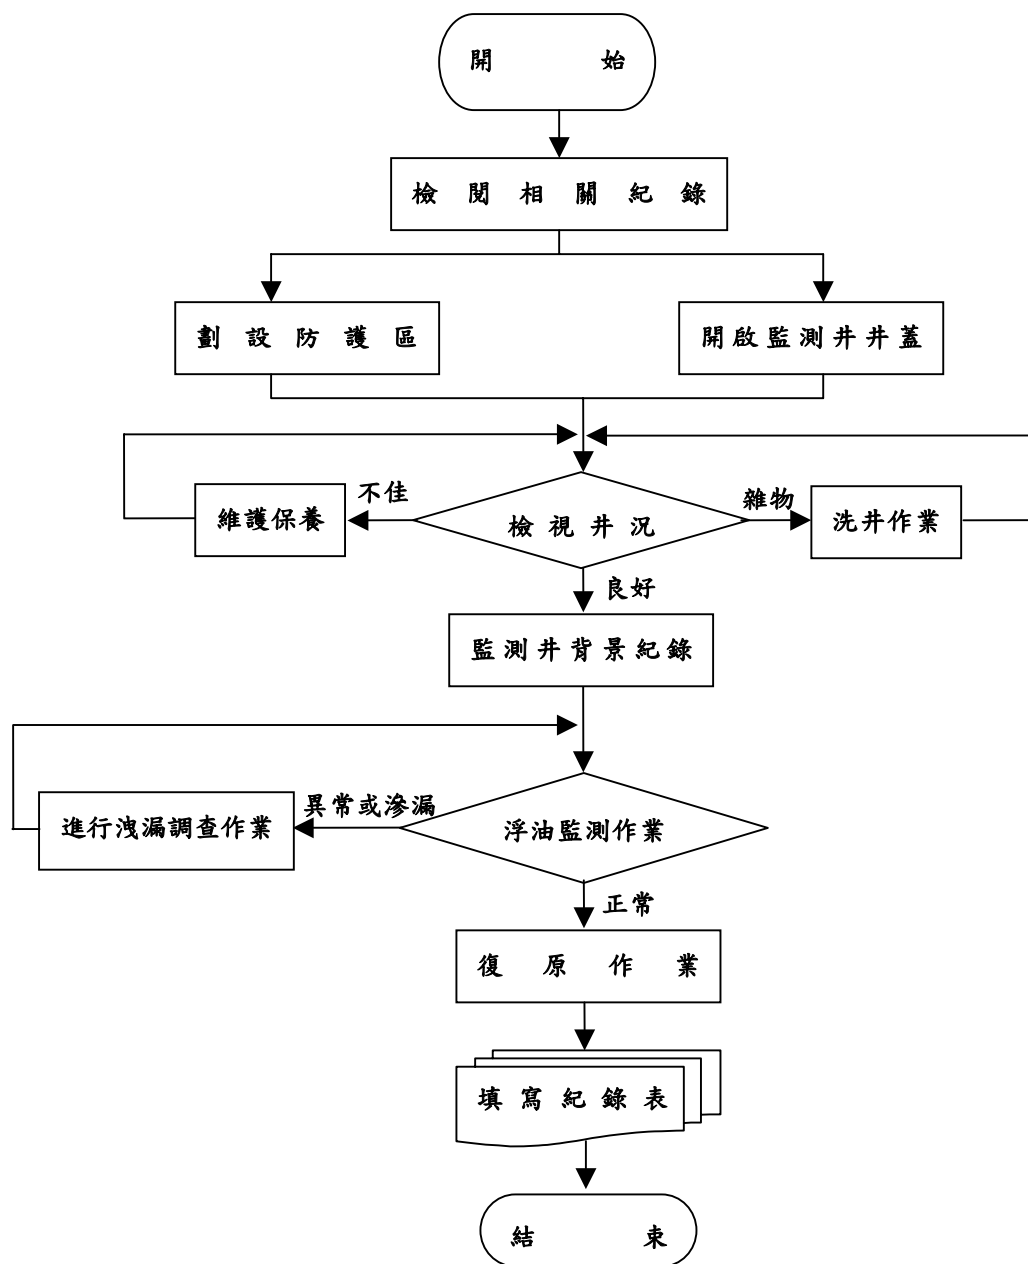 開始
檢閱相關紀錄
劃設防護區
開啟監測井井蓋
不佳
雜物
維護保養
檢視井況
洗井作業
良好
監測井背景紀錄
異常或滲漏
進行洩漏調查作業
浮油監測作業
正常
復原作業
填寫紀錄表
結束